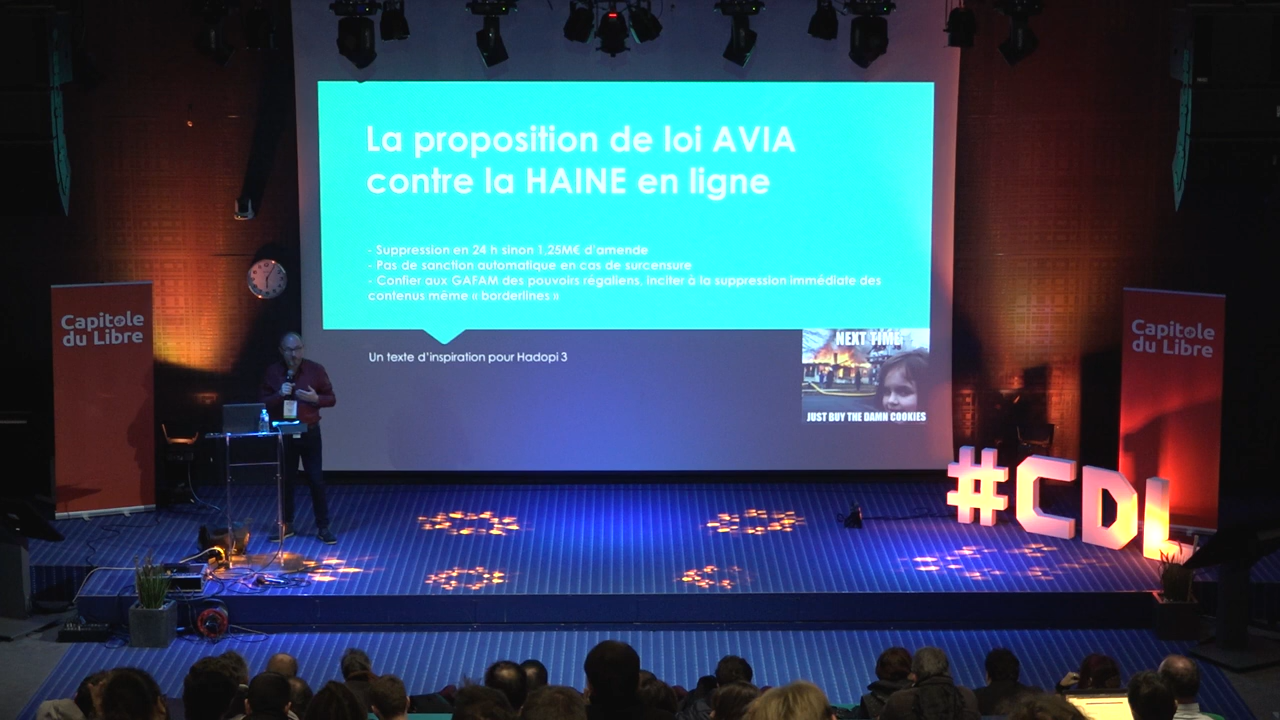 La proposition de loi AVIA
contre la HAINE en ligne
- Suppression en 24 h sinon 1,25M€ d'amende
- Pas de sanction automatique en cas de surcensure
- Confier aux GAFAM des pouvoirs régaliens, inciter à la suppression immédiate des
contenus même « borderlines »
Un texte d'inspiration pour Hadopi 3
NEXT TIME
JUST BUY THE DAMN COOKIES
Capitole
du Libre
Capitole
du Libre
#CDL